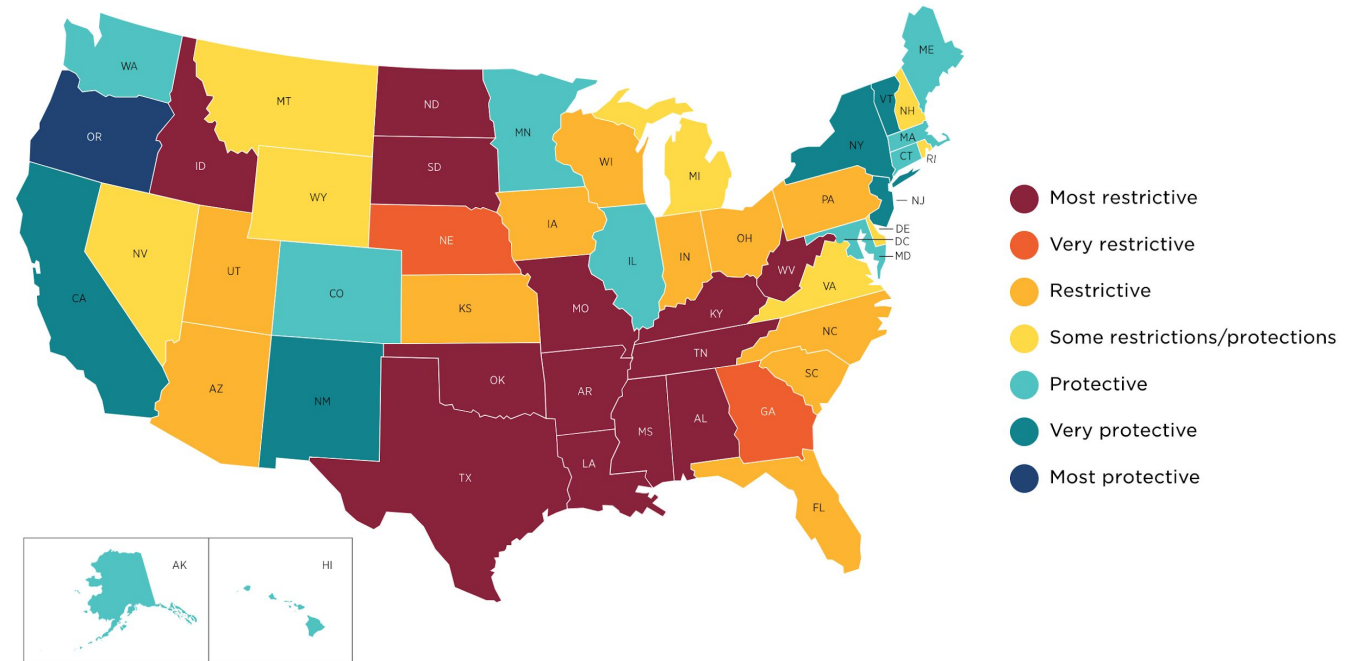 ME
WA
VT
MT
NH
ND
MN
OR
MA
NY
CT
RI
WI
ID
SD
MI
WY
PA
NJ
IA
NE
DE
OH
DC
NV
IN
MD
IL
UT
WV
VA
CO
CA
KS
MO
KY
NC
TN
SC
OK
AZ
AR
NM
GA
AL
MS
LA
TX
FL
AK
HI
Most restrictive
Very restrictive
Restrictive
Some restrictions/protections
Protective
Very protective
Most protective